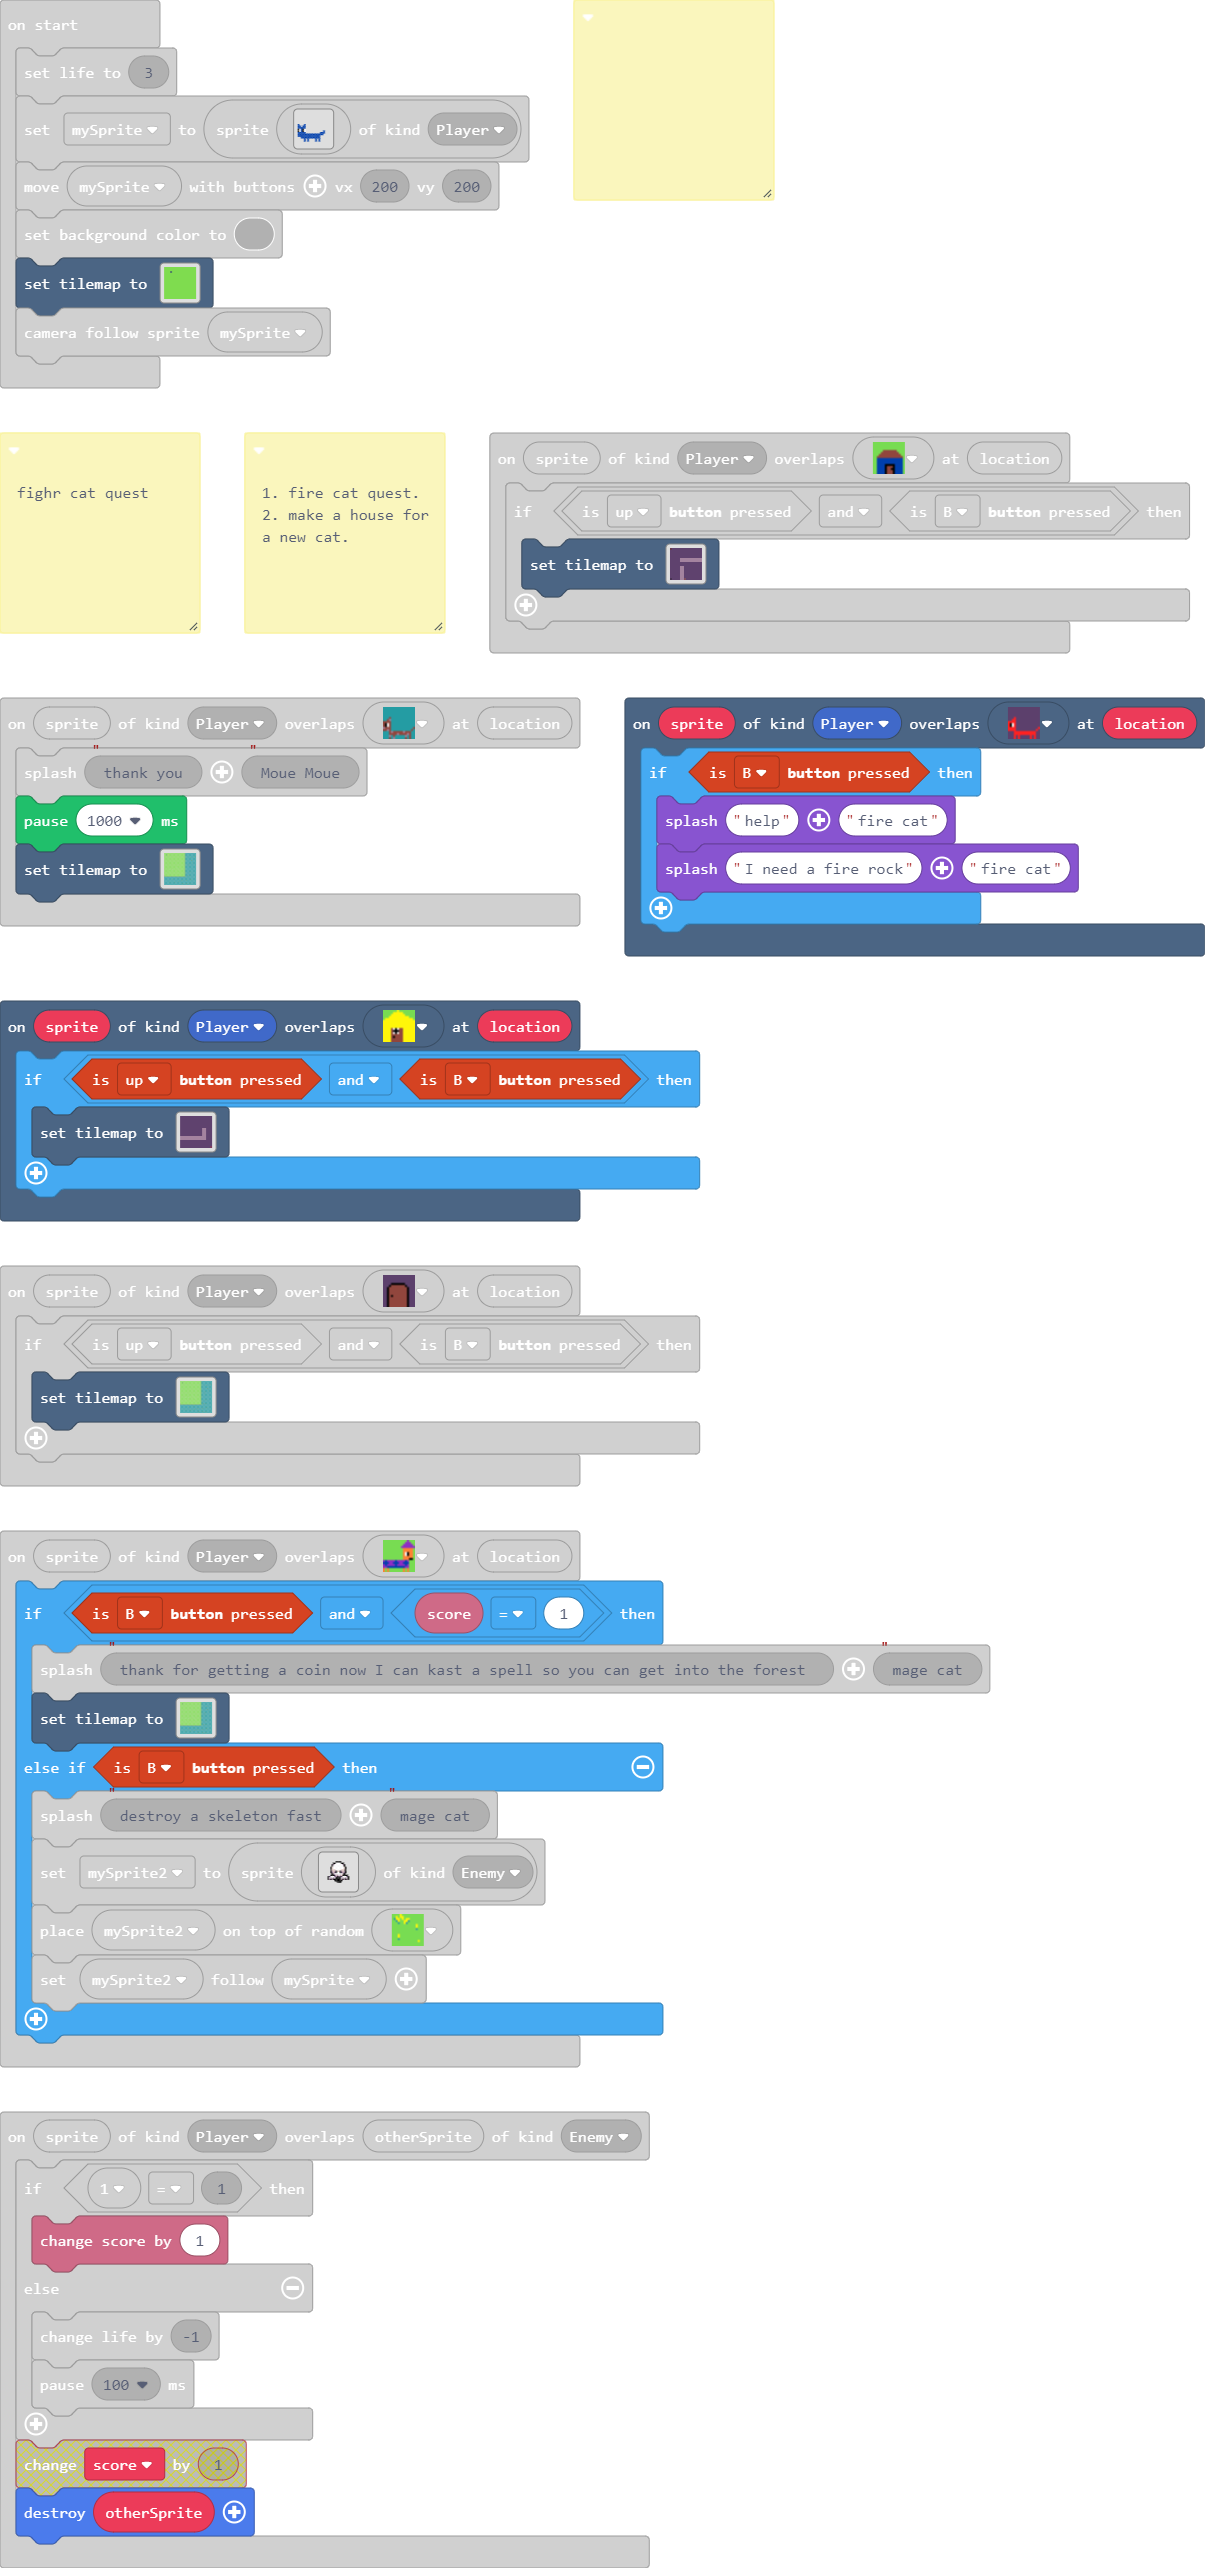 on start
set life to 3
set mySprite to sprite of kind Player
move mySprite with buttons vx 200 vy 200
set background color to
set tilemap to
camera follow sprite mySprite
fighr cat quest
1. fire cat quest.
2. make a house for
a new cat.
on sprite of kind Player overlaps at location
if is up button pressed and is B button pressed then
set tilemap to
on sprite of kind Player overlaps at location
splash "thank you" "Moue Moue"
pause 1000 ms
set tilemap to
on sprite of kind Player overlaps at location
if is B button pressed then
splash "help" "fire cat"
splash "I need a fire rock" "fire cat"
on sprite of kind Player overlaps at location
if is up button pressed and is B button pressed then
set tilemap to
on sprite of kind Player overlaps at location
if is up button pressed and is B button pressed then
set tilemap to
on sprite of kind Player overlaps at location
if is B button pressed and score = 1 then
splash "thank for getting a coin now I can kast a spell so you can get into the forest" "mage cat"
set tilemap to
else if is B button pressed then
splash "destroy a skeleton fast" "mage cat"
set mySprite2 to sprite of kind Enemy
place mySprite2 on top of random
set mySprite2 follow mySprite
on sprite of kind Player overlaps otherSprite of kind Enemy
if 1 = 1 then
change score by 1
else
change life by -1
pause 100 ms
change score by 1
destroy otherSprite